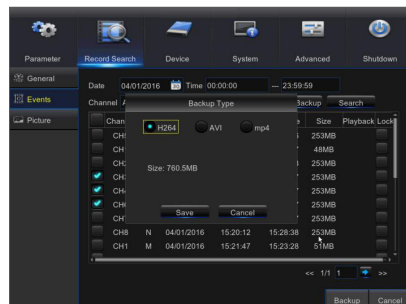 Parameter Record Search Device System Advanced Shutdown
General
Events
Picture
Date 04/01/2016 Time 00:00:00 --- 23:59:59
Channel Backup Search
Backup Type
H264 AVI mp4
Size: 760.5MB
Save Cancel
Size Playback Lock
253MB
48MB
253MB
253MB
253MB
253MB
CH8 N 04/01/2016 15:20:12 15:28:38 253MB
CH1 M 04/01/2016 15:21:47 15:23:28 51MB
<< 1/1 1 >>
Backup Cancel